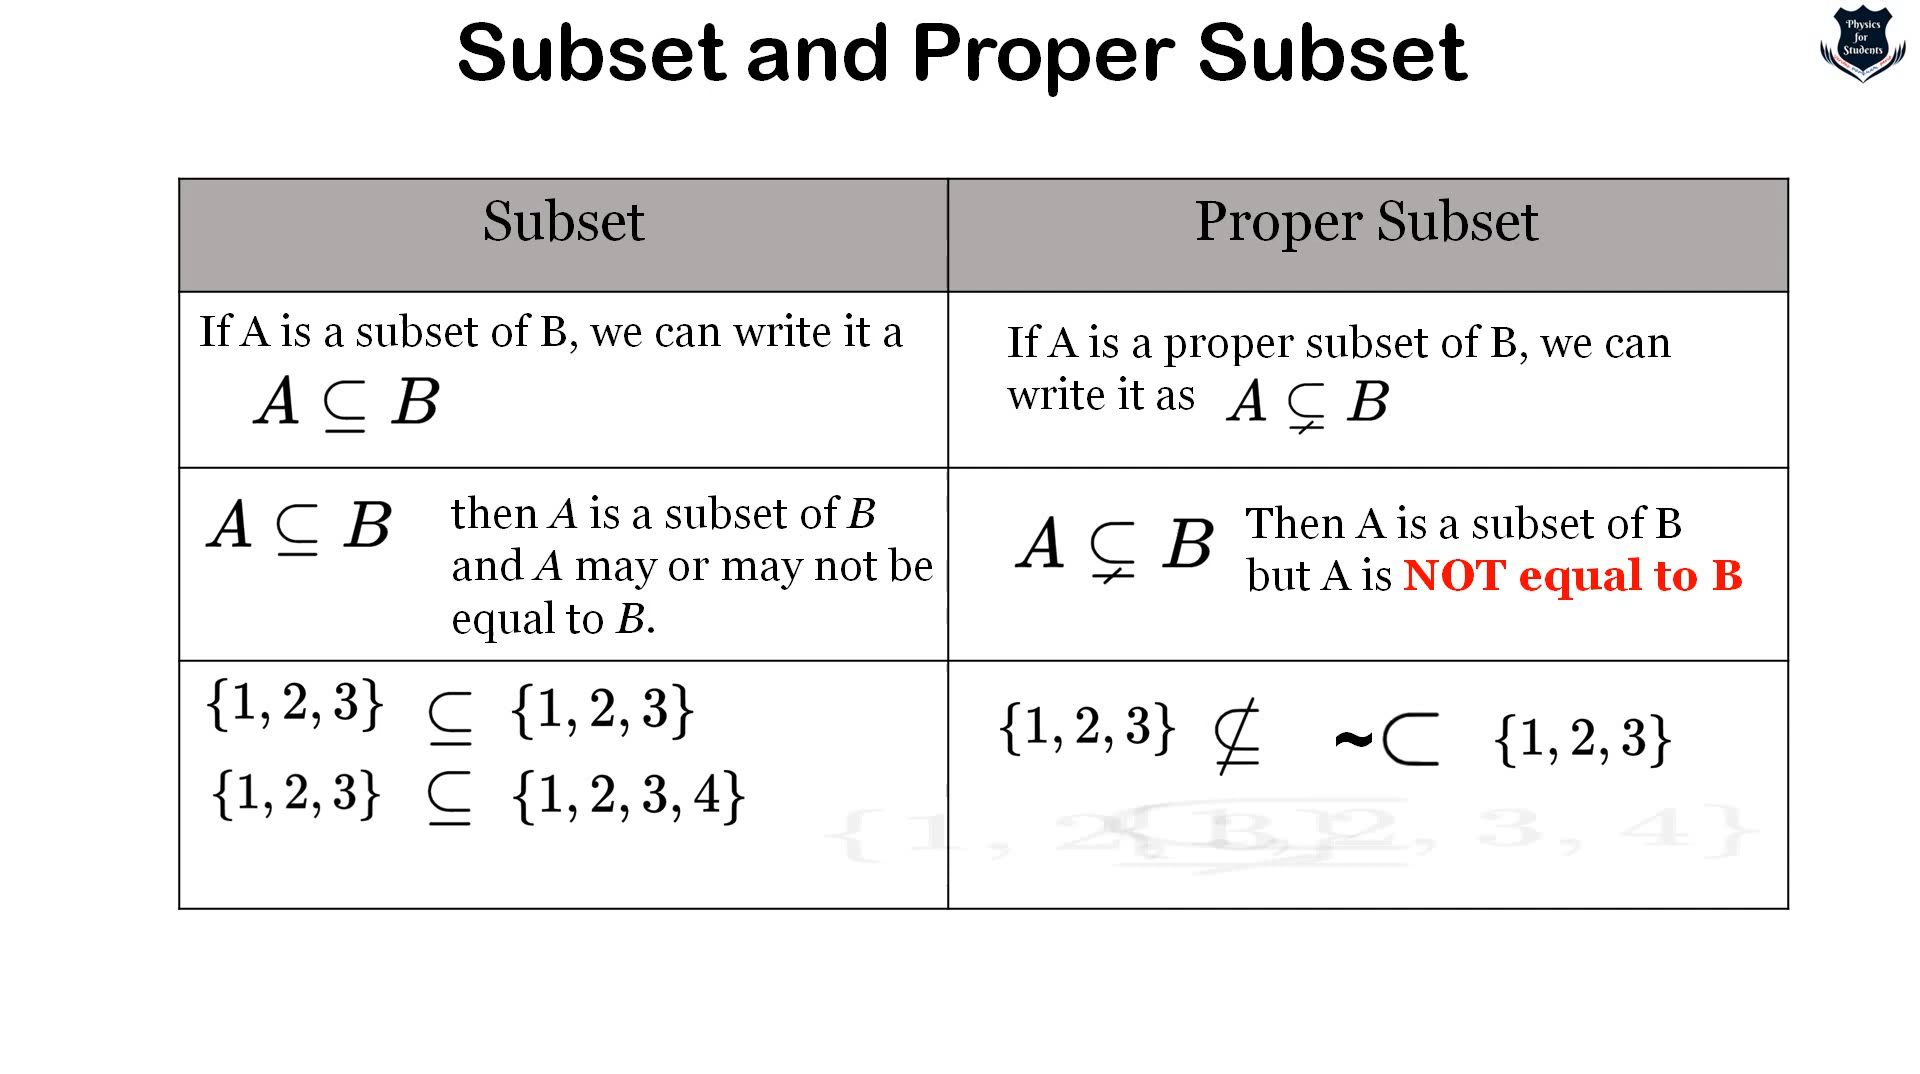 Subset and Proper Subset
Physics
for
Students
Subset
Proper Subset
If A is a subset of B, we can write it a
A ⊆ B
If A is a proper subset of B, we can
write it as A ⊊ B
A ⊆ B then A is a subset of B
and A may or may not be
equal to B.
A ⊊ B Then A is a subset of B
but A is NOT equal to B
{1, 2, 3} ⊆ {1, 2, 3}
{1, 2, 3} ⊆ {1, 2, 3, 4}
{1, 2, 3} ⊈ ~⊂ {1, 2, 3}